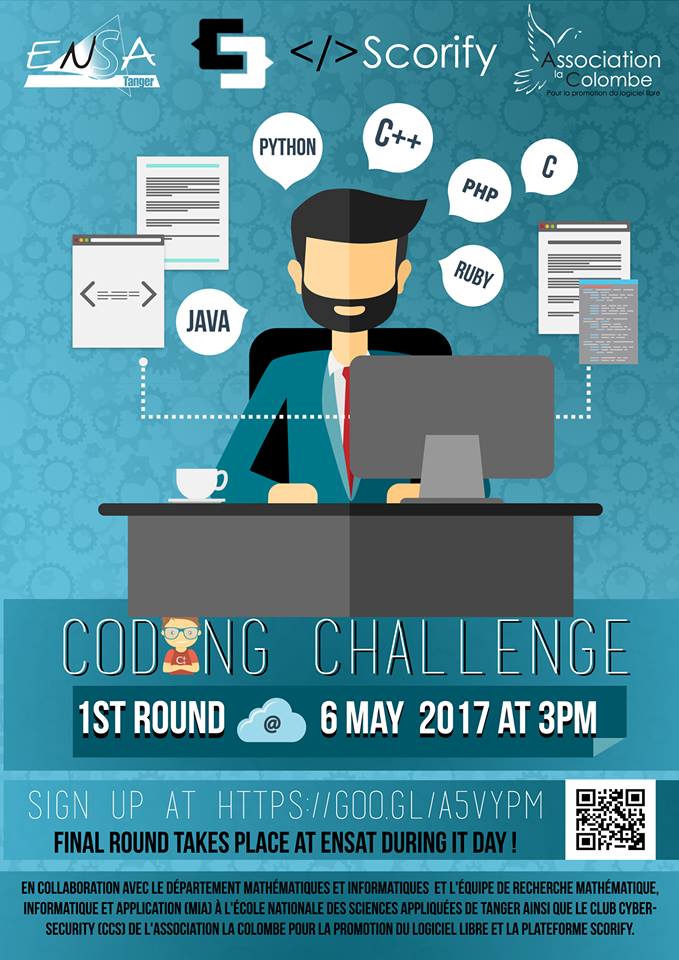 ENSA
Tanger
</>Scorify
Association
la
Colombe
Pour la promotion du logiciel libre
PYTHON
C++
PHP
C
RUBY
JAVA
< >
CODING CHALLENGE
1ST ROUND @ 6 MAY 2017 AT 3PM
SIGN UP AT HTTPS://GOO.GL/A5VYPM
FINAL ROUND TAKES PLACE AT ENSAT DURING IT DAY !
EN COLLABORATION AVEC LE DÉPARTEMENT MATHÉMATIQUES ET INFORMATIQUES ET L'ÉQUIPE DE RECHERCHE MATHÉMATIQUE,
INFORMATIQUE ET APPLICATION (MIA) À L'ÉCOLE NATIONALE DES SCIENCES APPLIQUÉES DE TANGER AINSI QUE LE CLUB CYBER-
SECURITY (CCS) DE L'ASSOCIATION LA COLOMBE POUR LA PROMOTION DU LOGICIEL LIBRE ET LA PLATEFORME SCORIFY.